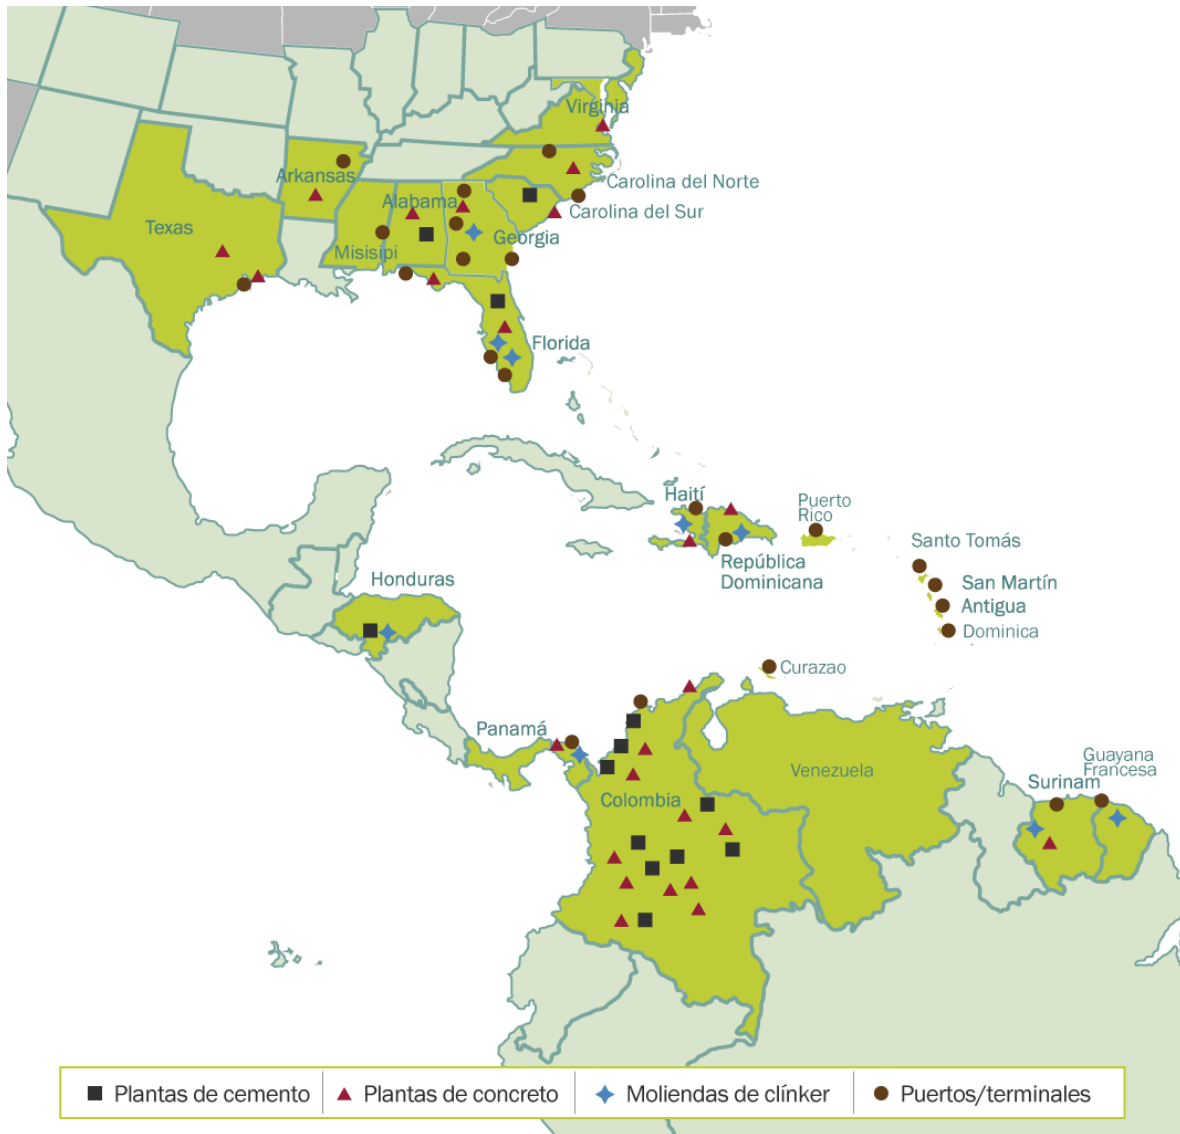 Virginia
Arkansas
Carolina del Norte
Alabama
Carolina del Sur
Texas
Misisipi
Georgia
Florida
Haití
Puerto
Rico
República
Dominicana
Santo Tomás
San Martín
Antigua
Dominica
Honduras
Curazao
Panamá
Venezuela
Colombia
Guayana
Francesa
Surinam
Plantas de cemento
Plantas de concreto
Moliendas de clínker
Puertos/terminales